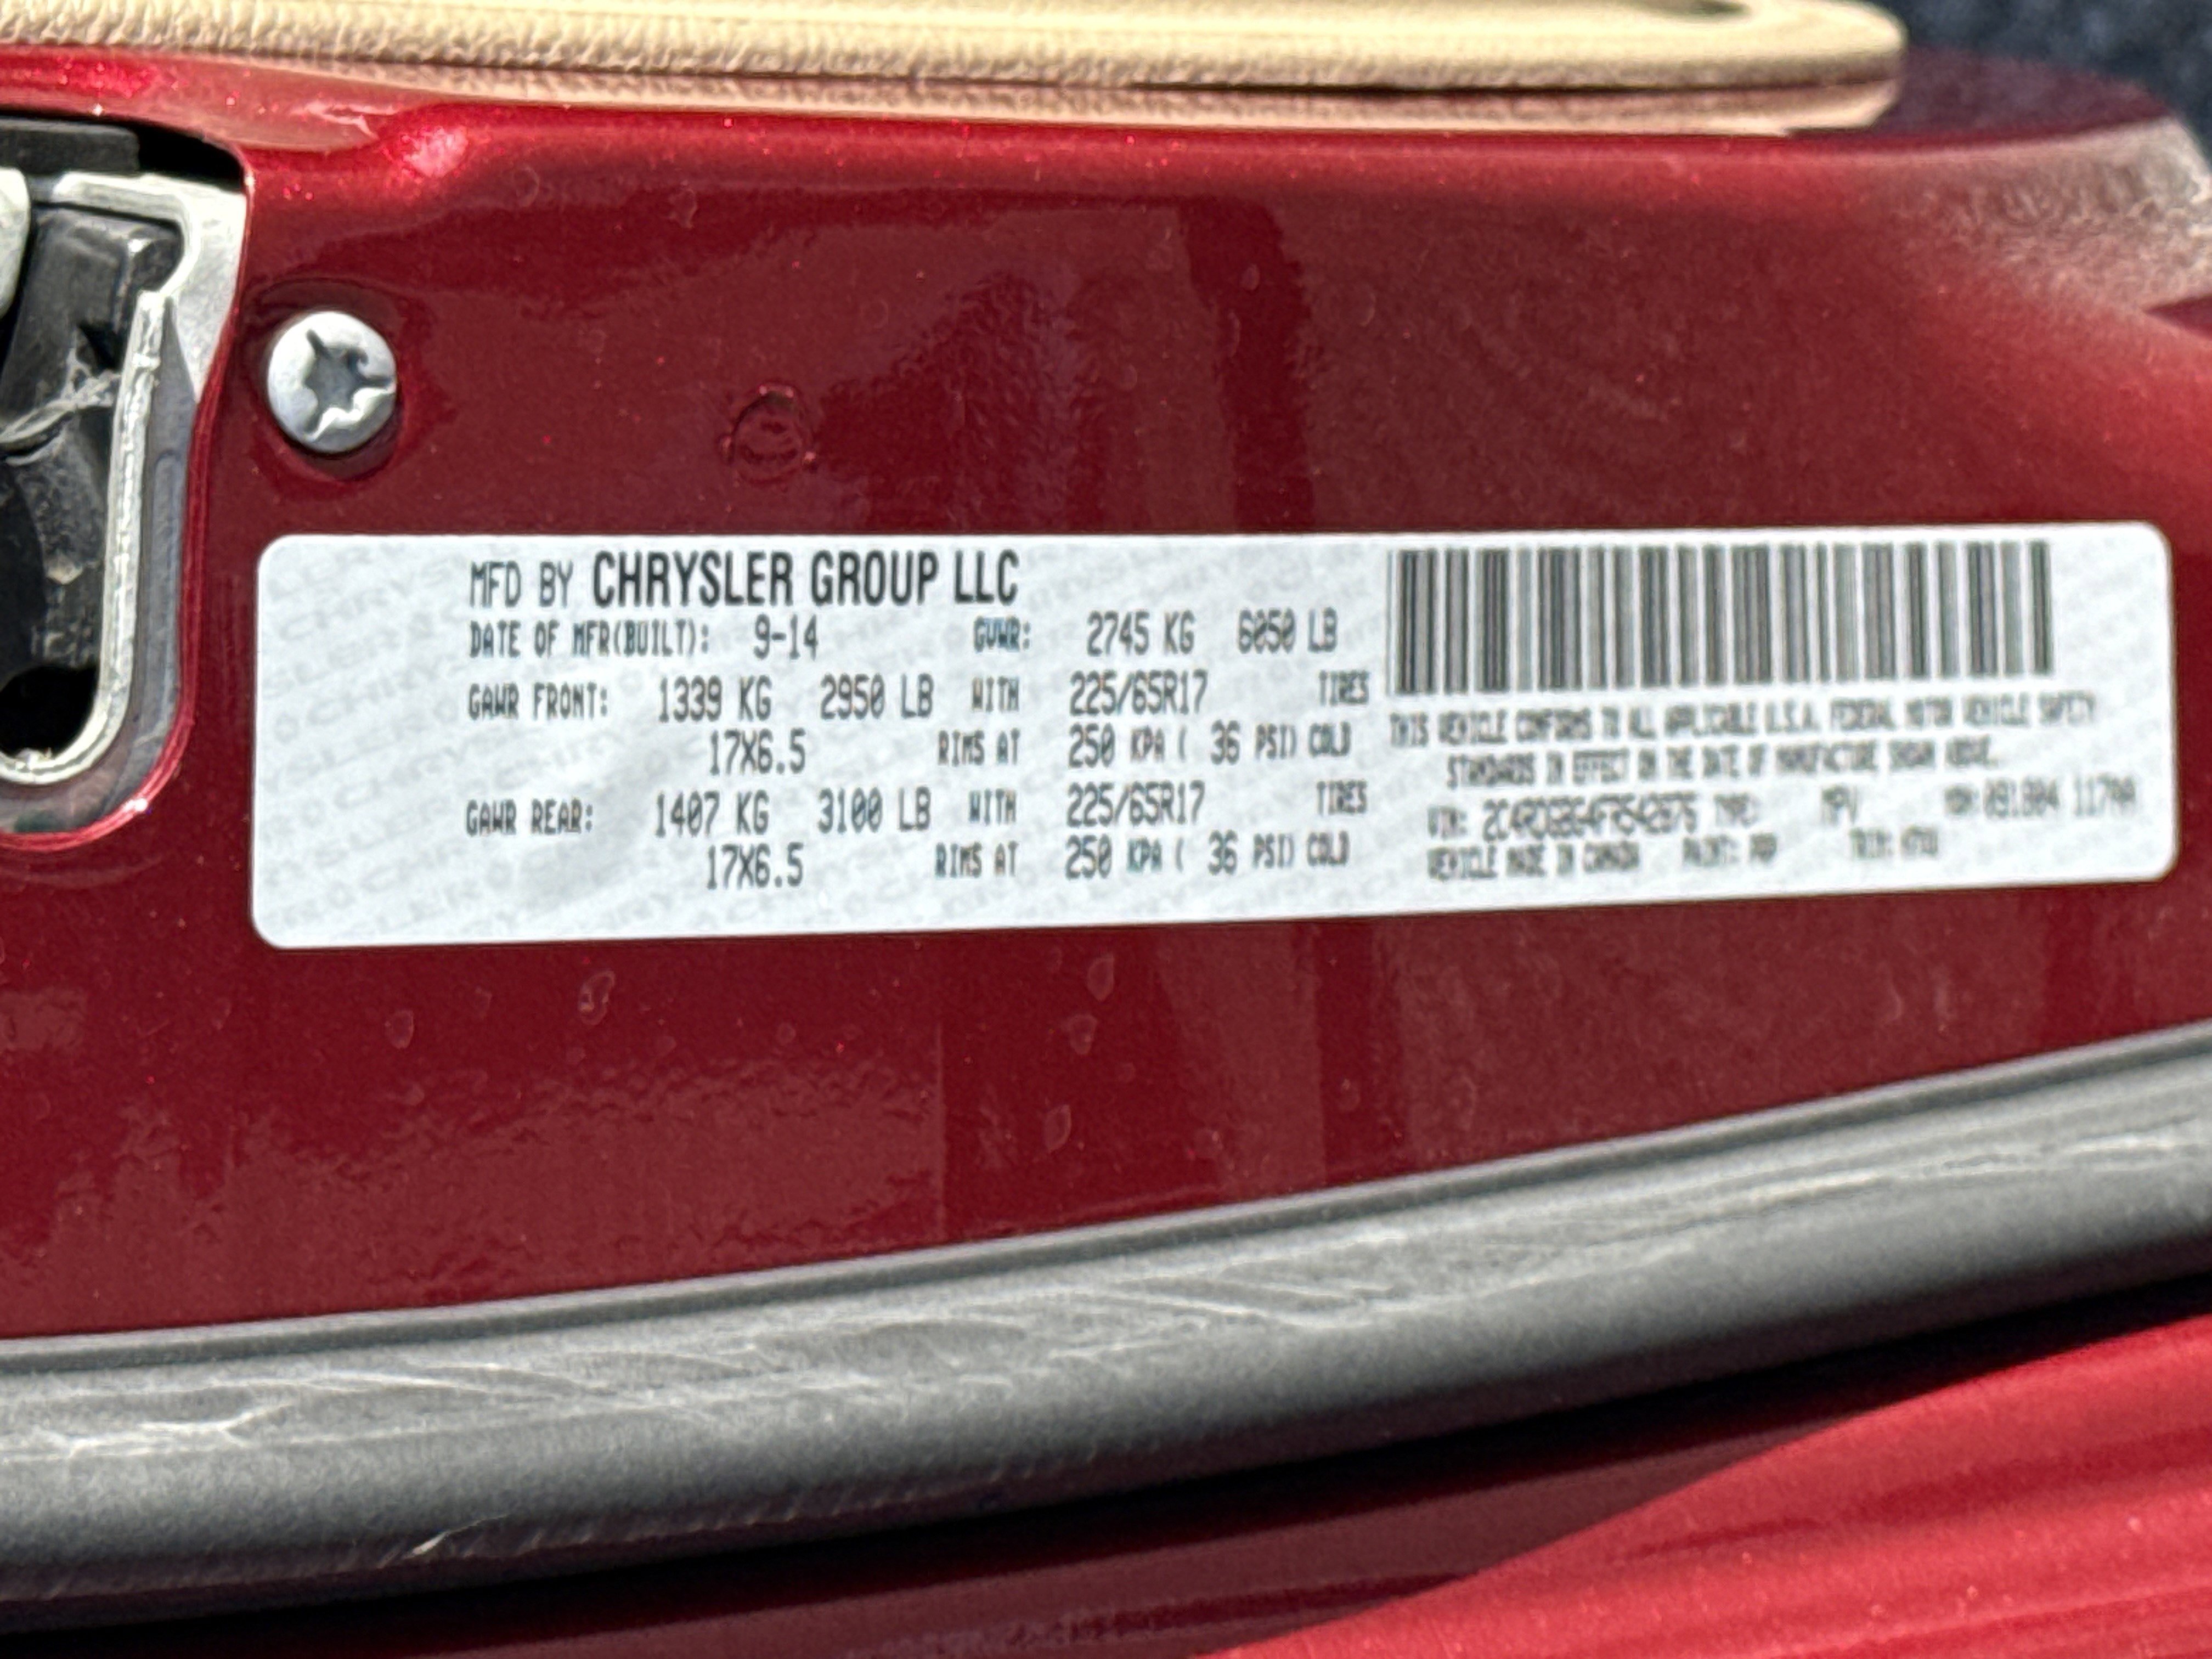 MFD BY CHRYSLER GROUP LLC
DATE OF MFR(BUILT): 9-14 GVWR: 2745 KG 6050 LB
GAWR FRONT: 1339 KG 2950 LB WITH 225/65R17 TIRES
17X6.5 RIMS AT 250 KPA ( 36 PSI) COLD
GAWR REAR: 1407 KG 3100 LB WITH 225/65R17 TIRES
17X6.5 RIMS AT 250 KPA ( 36 PSI) COLD
THIS VEHICLE CONFORMS TO ALL APPLICABLE U.S.A. FEDERAL MOTOR VEHICLE SAFETY
STANDARDS IN EFFECT ON THE DATE OF MANUFACTURE SHOWN ABOVE.
VIN: TYPE: MPV MDH: 091804
VEHICLE MADE IN CANADA PAINT: TRIM: